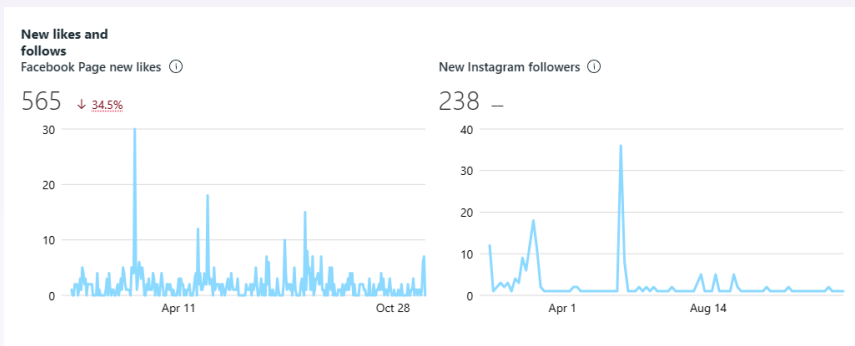 New likes and
follows
Facebook Page new likes
565 ↓ 34.5%
30
20
10
0
Apr 11 Oct 28
New Instagram followers
238 —
40
30
20
10
0
Apr 1 Aug 14